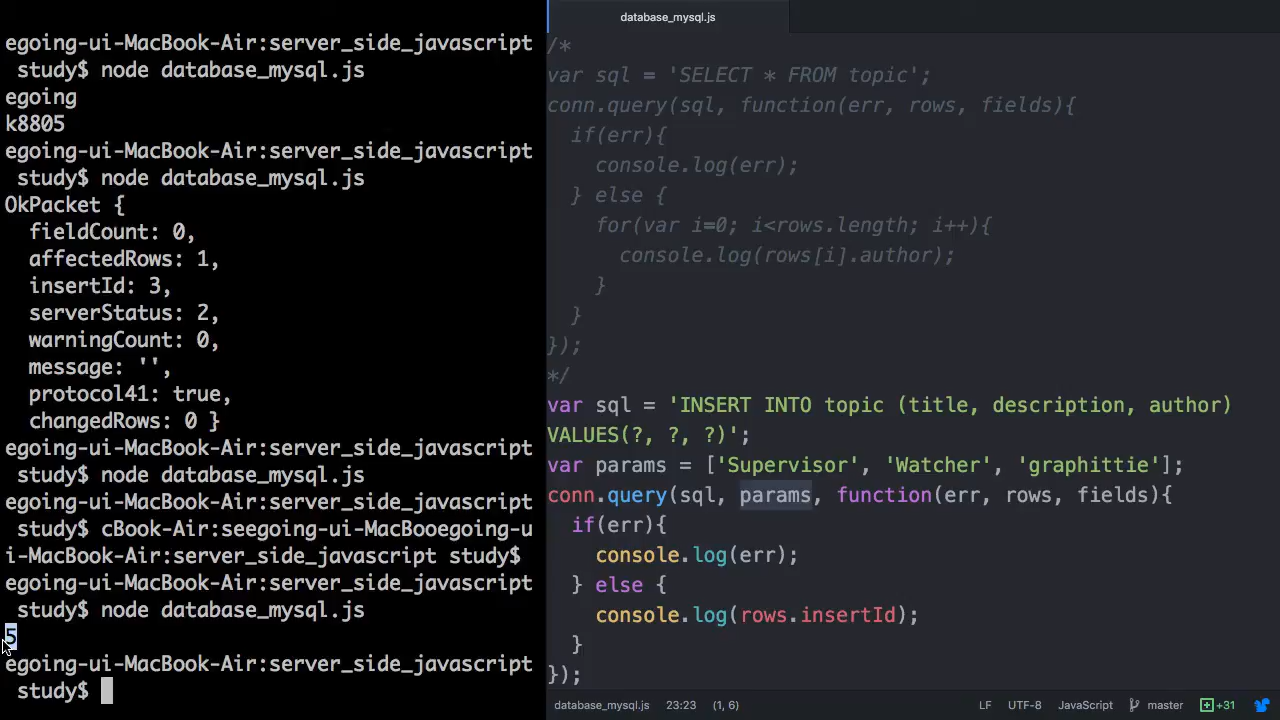 egoing-ui-MacBook-Air:server_side_javascript
study$ node database_mysql.js
egoing
k8805
egoing-ui-MacBook-Air:server_side_javascript
study$ node database_mysql.js
OkPacket {
fieldCount: 0,
affectedRows: 1,
insertId: 3,
serverStatus: 2,
warningCount: 0,
message: '',
protocol41: true,
changedRows: 0 }
egoing-ui-MacBook-Air:server_side_javascript
study$ node database_mysql.js
egoing-ui-MacBook-Air:server_side_javascript
study$ cBook-Air:seegoing-ui-cMacBooegoing-u
i-MacBook-Air:server_side_javascript study$
egoing-ui-MacBook-Air:server_side_javascript
study$ node database_mysql.js
5
egoing-ui-MacBook-Air:server_side_javascript
study$
database_mysql.js
/*
var sql = 'SELECT * FROM topic';
conn.query(sql, function(err, rows, fields){
if(err){
console.log(err);
} else {
for(var i=0; i<rows.length; i++){
console.log(rows[i].author);
}
}
});
*/
var sql = 'INSERT INTO topic (title, description, author)
VALUES(?, ?, ?)';
var params = ['Supervisor', 'Watcher', 'graphittie'];
conn.query(sql, params, function(err, rows, fields){
if(err){
console.log(err);
} else {
console.log(rows.insertId);
}
});
database_mysql.js 23:23 (1, 6) LF UTF-8 JavaScript master +31